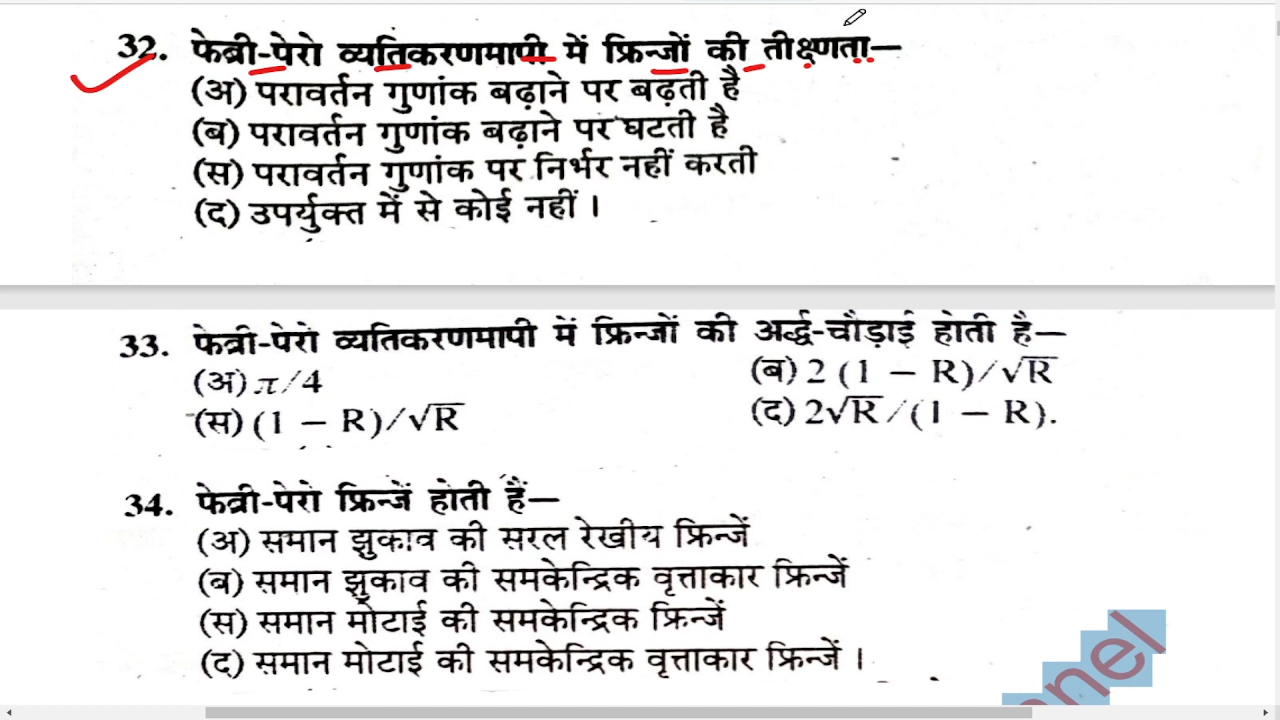 32. फेब्री-पेरो व्यतिकरणमापी में फ्रिन्जों की तीक्ष्णता—
(अ) परावर्तन गुणांक बढ़ाने पर बढ़ती है
(ब) परावर्तन गुणांक बढ़ाने पर घटती है
(स) परावर्तन गुणांक पर निर्भर नहीं करती
(द) उपर्युक्त में से कोई नहीं ।
33. फेब्री-पेरो व्यतिकरणमापी में फ्रिन्जों की अर्द्ध-चौड़ाई होती है—
(अ) π/4 (ब) 2 (1 – R)/√R
(स) (1 – R)/√R (द) 2√R/(1 – R).
34. फेब्री-पेरो फ्रिन्जें होती हैं—
(अ) समान झुकाव की सरल रेखीय फ्रिन्जें
(ब) समान झुकाव की समकेन्द्रिक वृत्ताकार फ्रिन्जें
(स) समान मोटाई की समकेन्द्रिक फ्रिन्जें
(द) समान मोटाई की समकेन्द्रिक वृत्ताकार फ्रिन्जें ।
nel